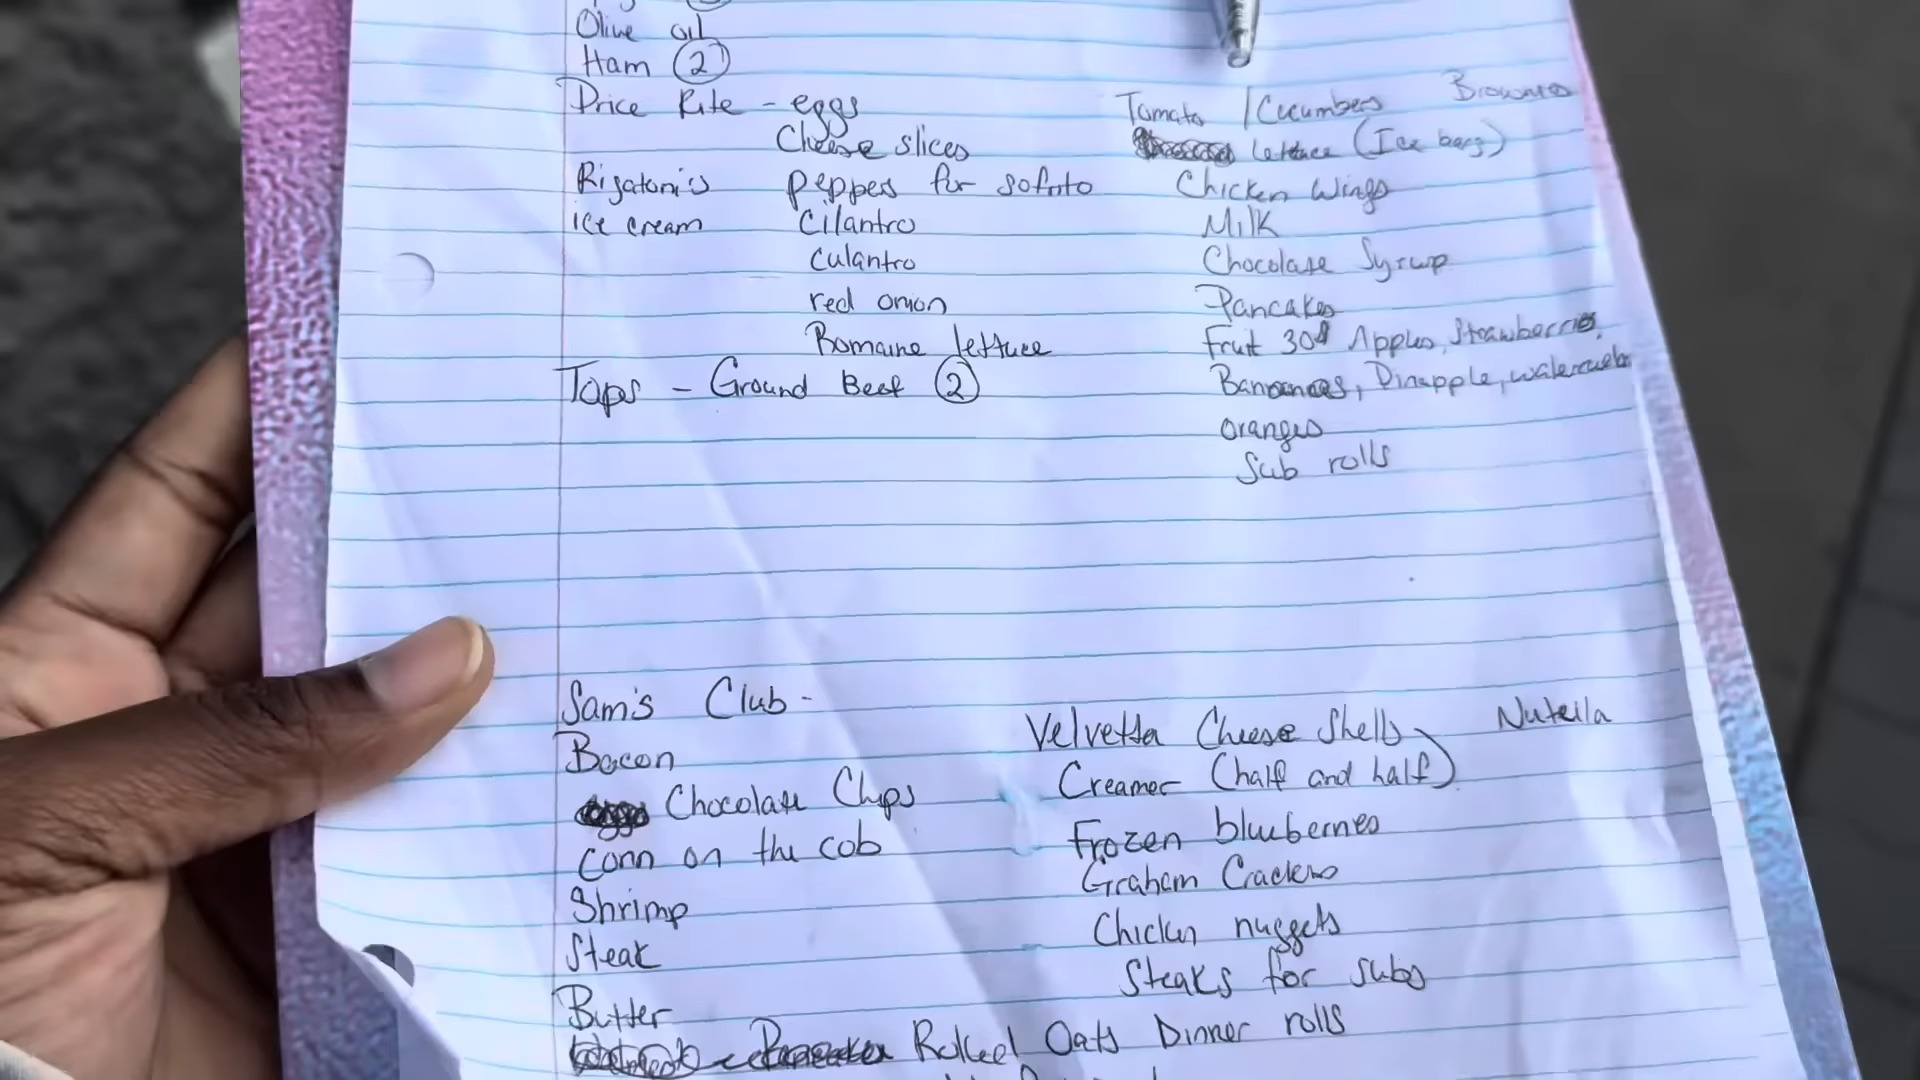 Olive oil
Ham (2)
Price Rite - eggs
Cheese slices
Rigatoni's peppers for sofrito
ice cream Cilantro
culantro
red onion
Romaine lettuce
Tops - Ground Beef (2)
Tomato / Cucumbers Brownies
lettuce (Ice barg)
Chicken Wings
Milk
Chocolate Syrup
Pancakes
Fruit 30$ Apples, Strawberries,
Bananas, Pinapple, watermelon
oranges
Sub rolls
Sam's Club -
Bacon
Chocolate Chips
Corn on the cob
Shrimp
Steak
Butter
Rolled Oats Dinner rolls
Velvetta Cheese Shells Nutella
Creamer (half and half)
Frozen blueberries
Graham Crackers
Chicken nuggets
Steaks for subs